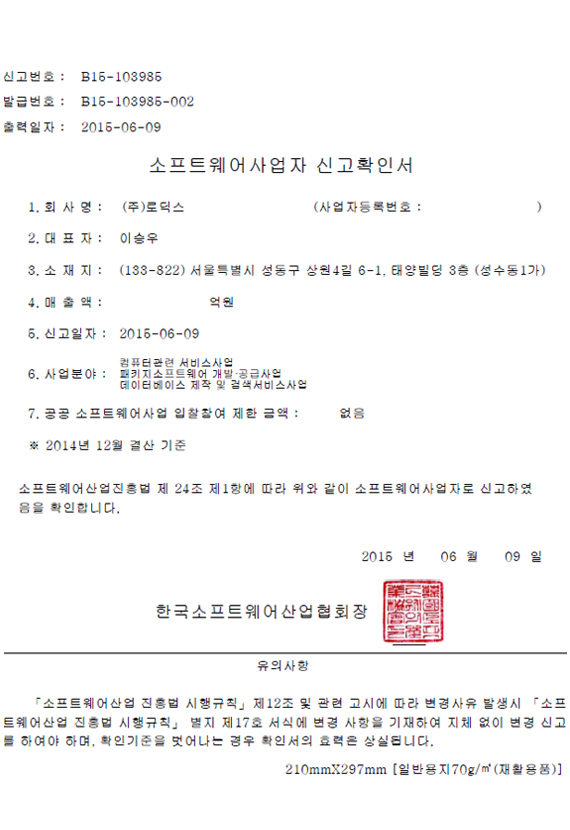 신고번호 : B15-103985
발급번호 : B15-103985-002
출력일자 : 2015-06-09
소프트웨어사업자 신고확인서
1. 회 사 명 : (주)로딕스 (사업자등록번호 : )
2. 대 표 자 : 이승우
3. 소 재 지 : (133-822) 서울특별시 성동구 상원4길 6-1, 태양빌딩 3층 (성수동1가)
4. 매 출 액 : 억원
5. 신고일자 : 2015-06-09
6. 사업분야 : 컴퓨터관련 서비스사업
패키지소프트웨어 개발·공급사업
데이터베이스 제작 및 검색서비스사업
7. 공공 소프트웨어사업 입찰참여 제한 금액 : 없음
※ 2014년 12월 결산 기준
소프트웨어산업진흥법 제 24조 제1항에 따라 위와 같이 소프트웨어사업자로 신고하였
음을 확인합니다.
2015 년 06 월 09 일
한국소프트웨어산업협회장
유의사항
「소프트웨어산업 진흥법 시행규칙」 제12조 및 관련 고시에 따라 변경사유 발생시 「소프
트웨어산업 진흥법 시행규칙」 별지 제17호 서식에 변경 사항을 기재하여 지체 없이 변경 신고
를 하여야 하며, 확인기준을 벗어나는 경우 확인서의 효력은 상실됩니다.
210mmX297mm [일반용지70g/㎡(재활용품)]